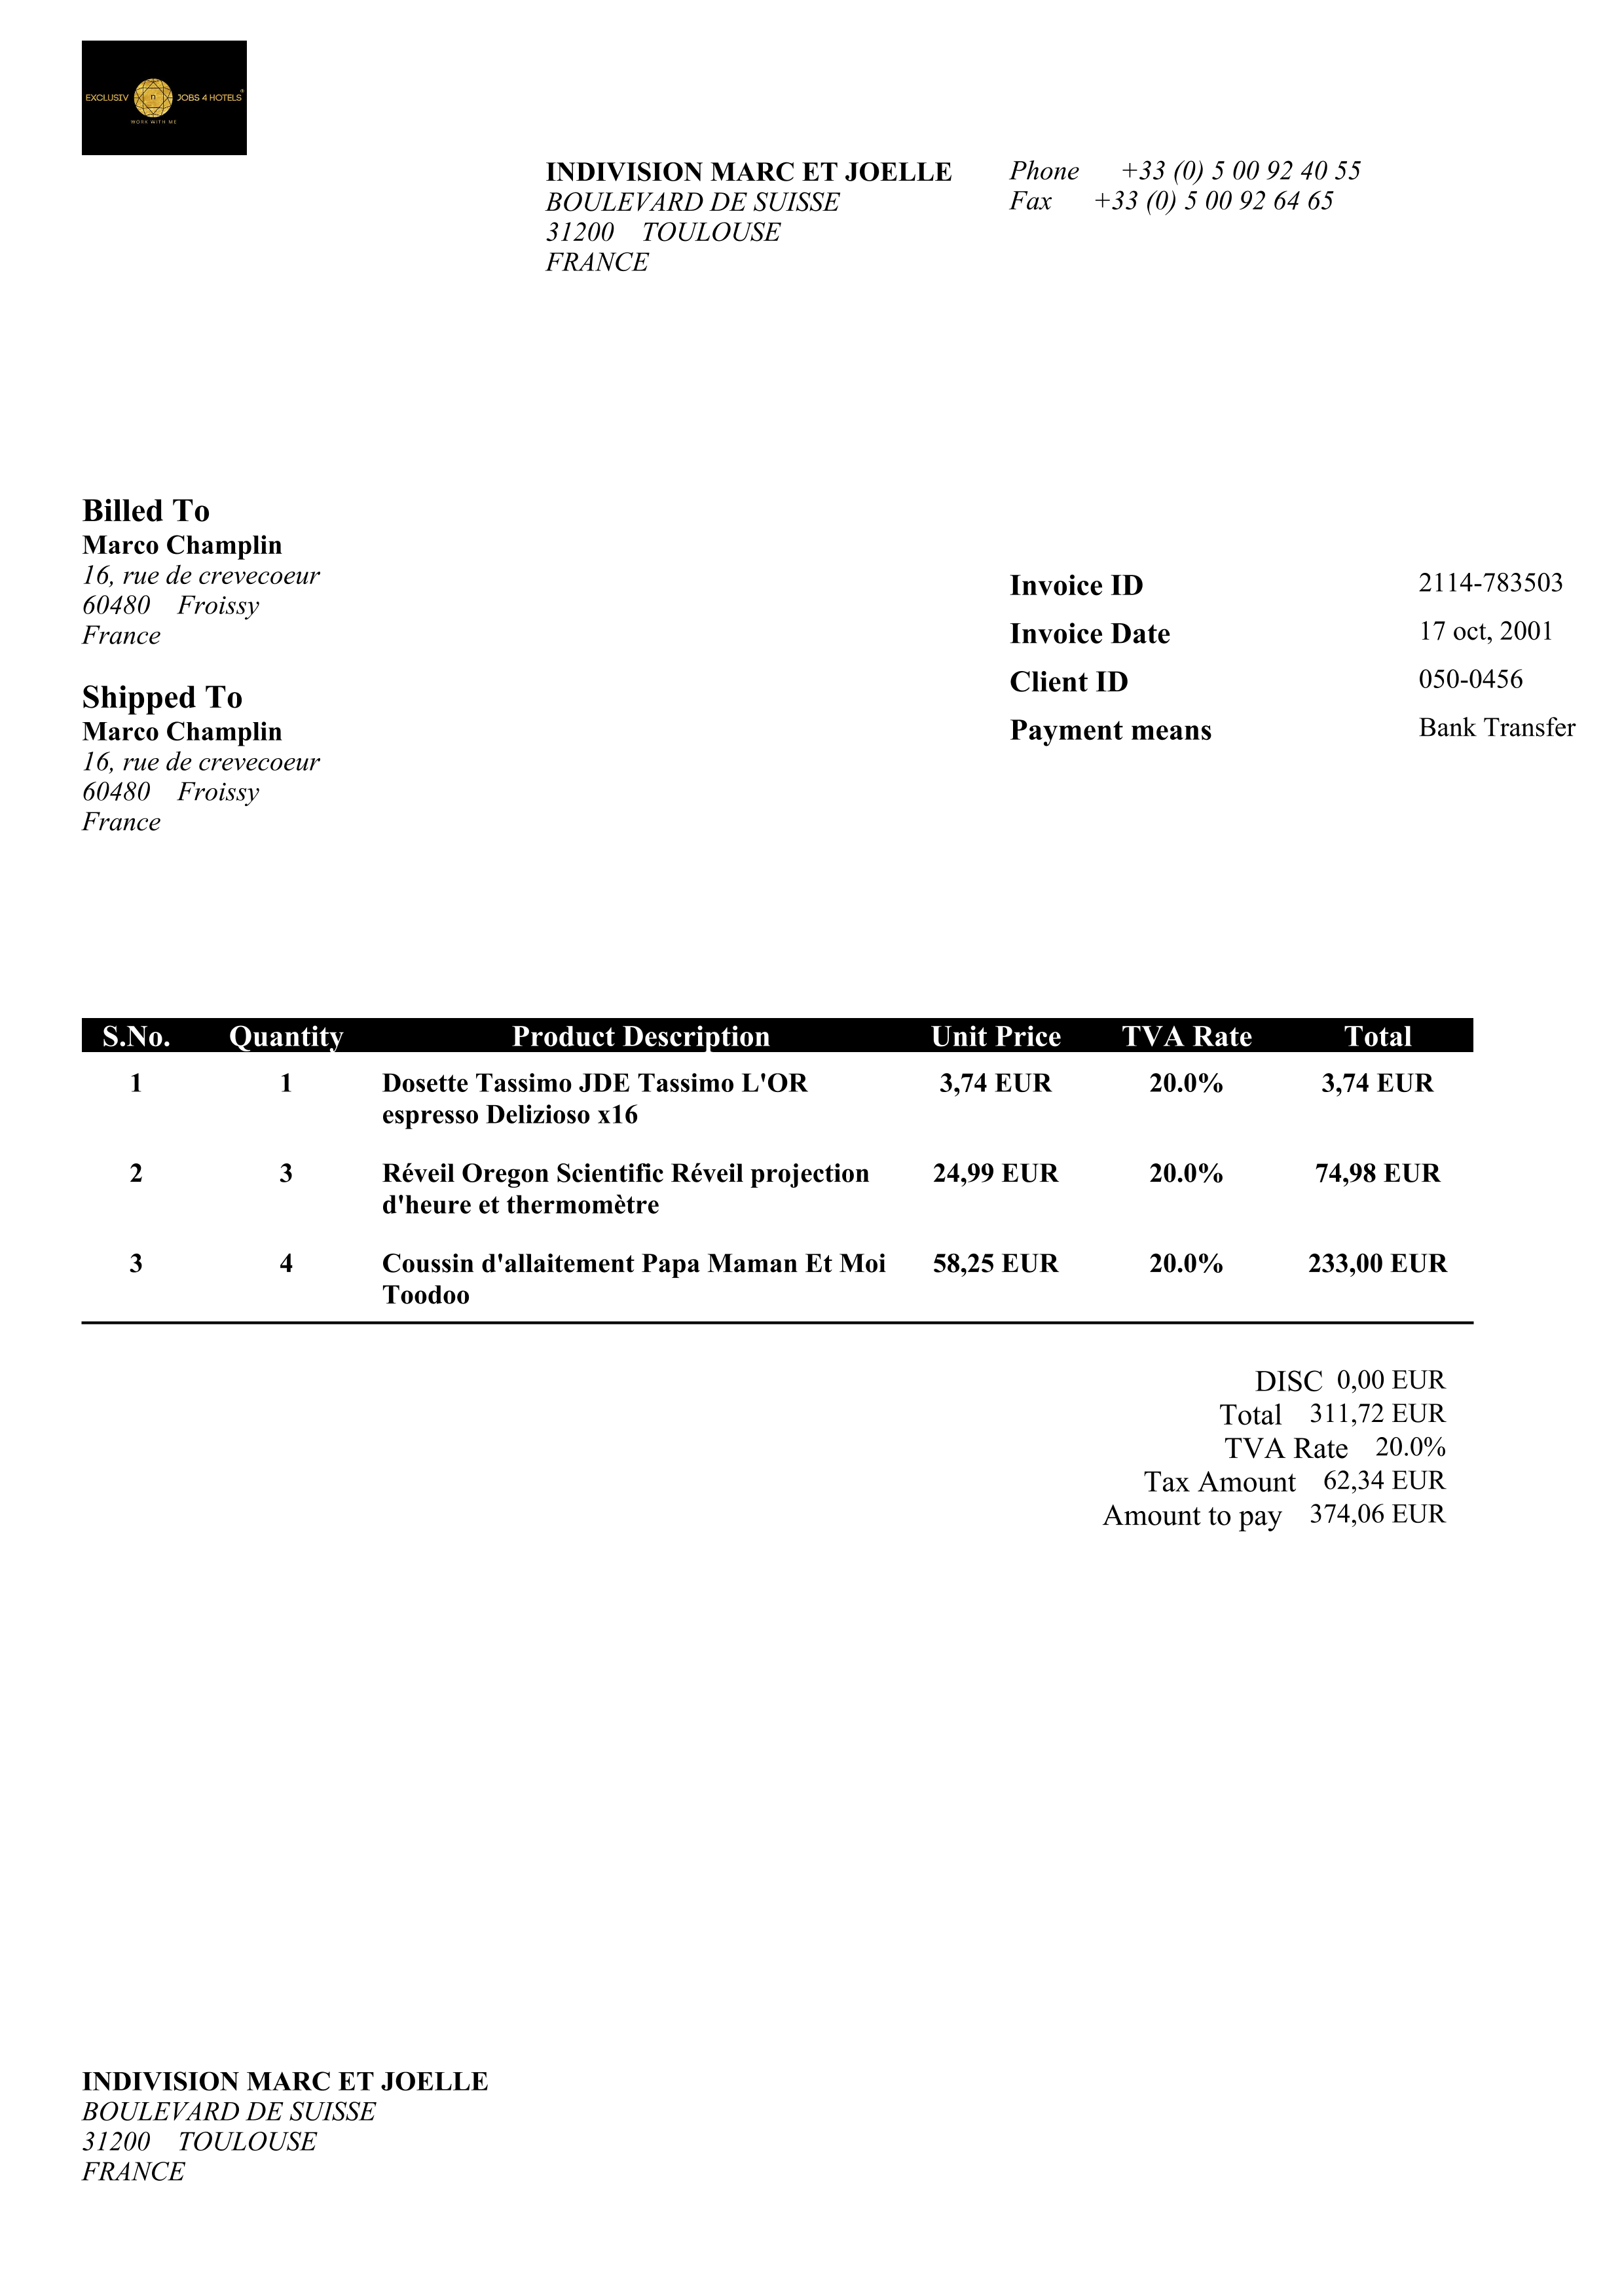 EXCLUSIV n JOBS 4 HOTELS®
WORK WITH ME
INDIVISION MARC ET JOELLE
BOULEVARD DE SUISSE
31200 TOULOUSE
FRANCE
Phone +33 (0) 5 00 92 40 55
Fax +33 (0) 5 00 92 64 65
Billed To
Marco Champlin
16, rue de crevecoeur
60480 Froissy
France
Shipped To
Marco Champlin
16, rue de crevecoeur
60480 Froissy
France
Invoice ID 2114-783503
Invoice Date 17 oct, 2001
Client ID 050-0456
Payment means Bank Transfer
S.No. Quantity Product Description Unit Price TVA Rate Total
1 1 Dosette Tassimo JDE Tassimo L'OR 3,74 EUR 20.0% 3,74 EUR
espresso Delizioso x16
2 3 Réveil Oregon Scientific Réveil projection 24,99 EUR 20.0% 74,98 EUR
d'heure et thermomètre
3 4 Coussin d'allaitement Papa Maman Et Moi 58,25 EUR 20.0% 233,00 EUR
Toodoo
DISC 0,00 EUR
Total 311,72 EUR
TVA Rate 20.0%
Tax Amount 62,34 EUR
Amount to pay 374,06 EUR
INDIVISION MARC ET JOELLE
BOULEVARD DE SUISSE
31200 TOULOUSE
FRANCE